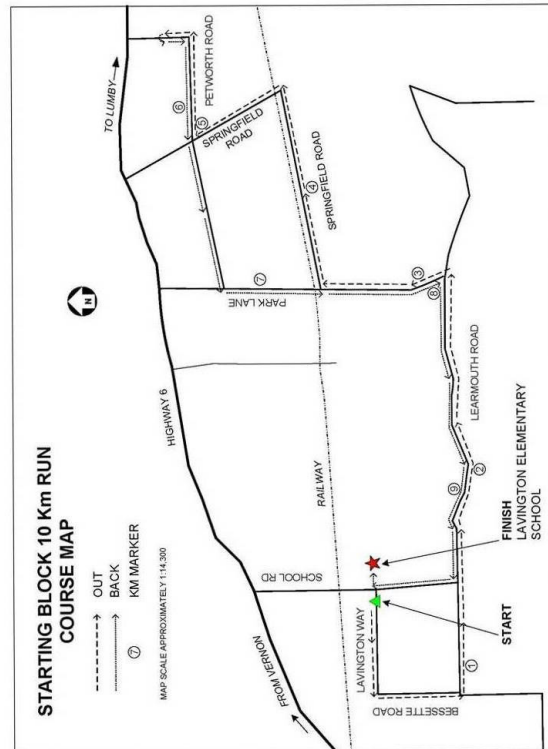 STARTING BLOCK 10 Km RUN
COURSE MAP
OUT
BACK
⑦ KM MARKER
MAP SCALE APPROXIMATELY 1:14,300
N
TO LUMBY
FROM VERNON
HIGHWAY 6
RAILWAY
SCHOOL RD
LAVINGTON WAY
BESSETTE ROAD
START
FINISH
LAVINGTON ELEMENTARY
SCHOOL
LEARMOUTH ROAD
PARK LANE
SPRINGFIELD ROAD
SPRINGFIELD
ROAD
PETWORTH ROAD
①
②
③
④
⑤
⑥
⑦
⑧
⑨